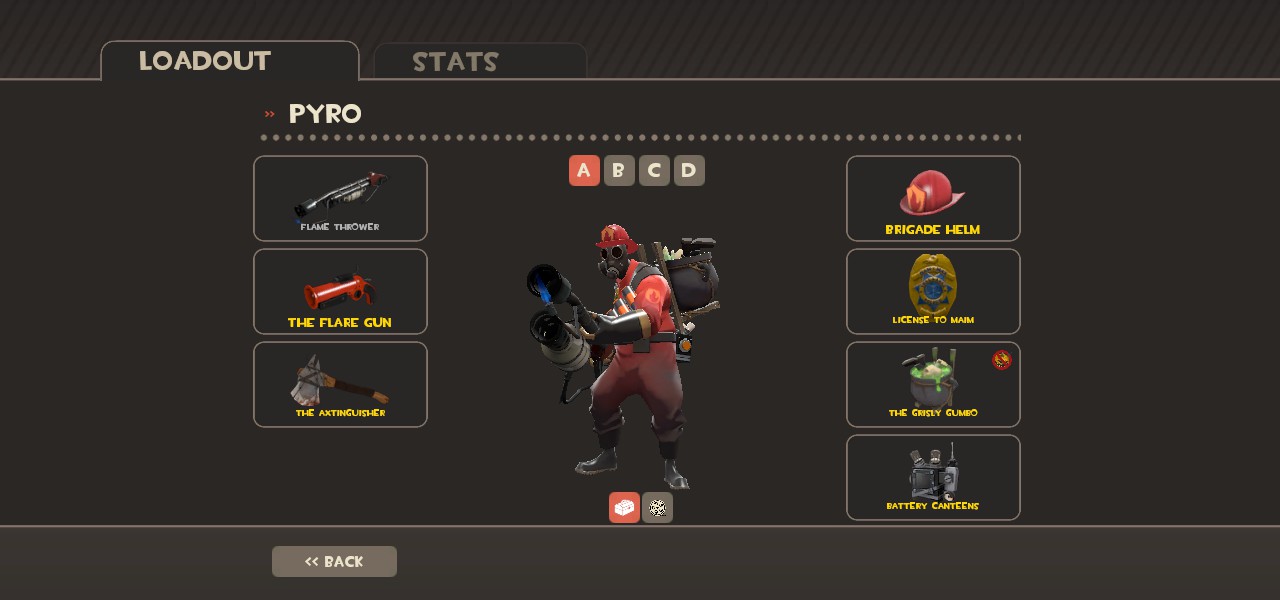 LOADOUT
STATS
» PYRO
A B C D
FLAME THROWER
THE FLARE GUN
THE AXTINGUISHER
BRIGADE HELM
LICENSE TO MAIM
THE GRISLY GUMBO
BATTERY CANTEENS
<< BACK